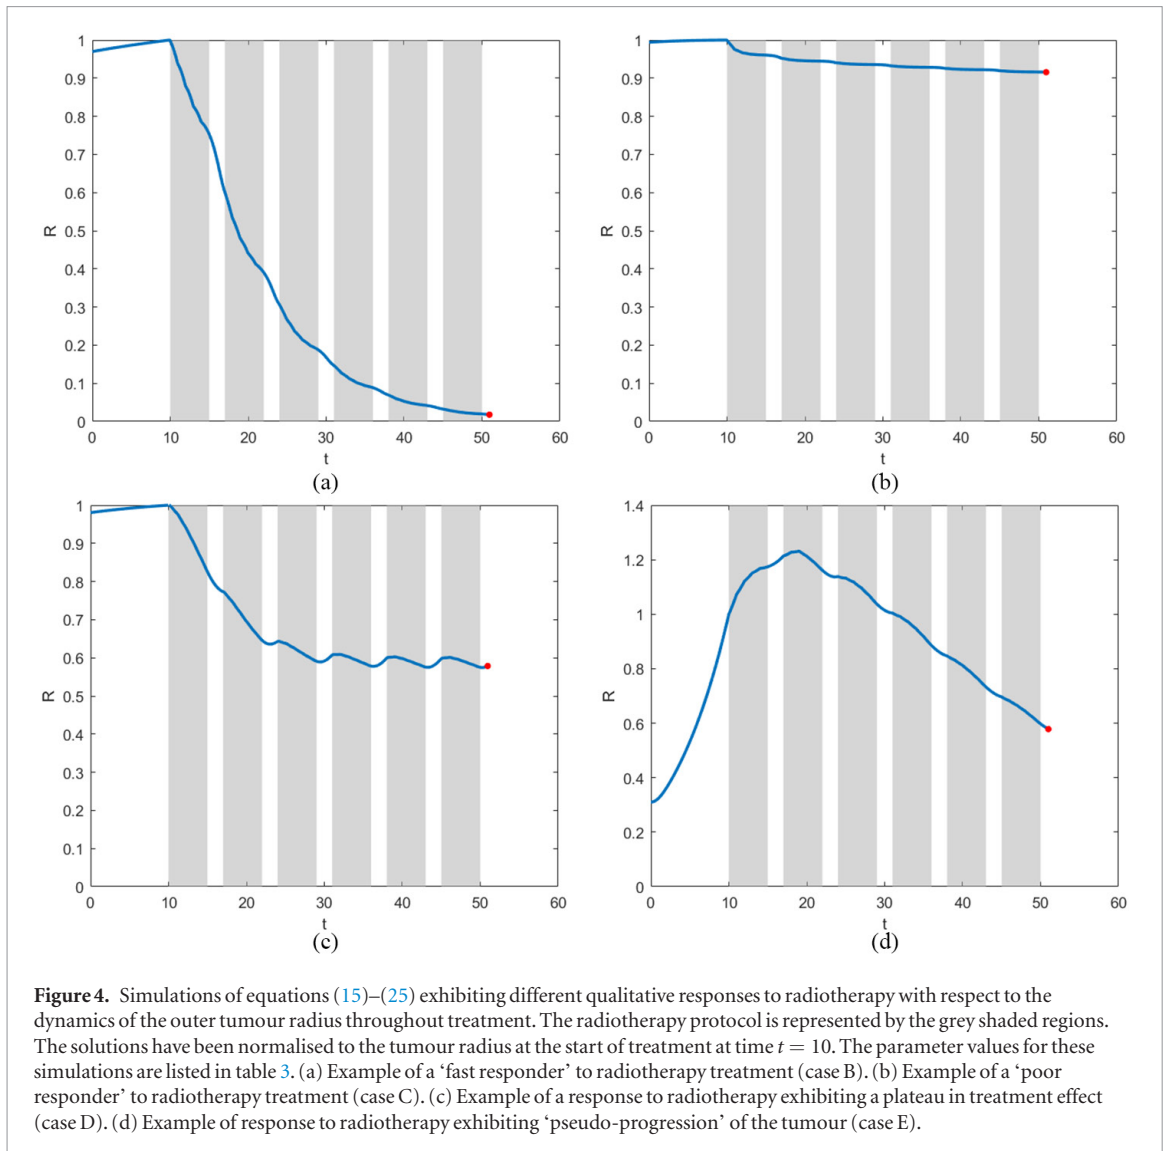 1
0.9
0.8
0.7
0.6
0.5
0.4
0.3
0.2
0.1
0
R
0 10 20 30 40 50 60
t
(a)
1
0.9
0.8
0.7
0.6
0.5
0.4
0.3
0.2
0.1
0
R
0 10 20 30 40 50 60
t
(b)
1
0.9
0.8
0.7
0.6
0.5
0.4
0.3
0.2
0.1
0
R
0 10 20 30 40 50 60
t
(c)
1.4
1.2
1
0.8
0.6
0.4
0.2
0
R
0 10 20 30 40 50 60
t
(d)
Figure 4. Simulations of equations (15)–(25) exhibiting different qualitative responses to radiotherapy with respect to the
dynamics of the outer tumour radius throughout treatment. The radiotherapy protocol is represented by the grey shaded regions.
The solutions have been normalised to the tumour radius at the start of treatment at time t = 10. The parameter values for these
simulations are listed in table 3. (a) Example of a ‘fast responder’ to radiotherapy treatment (case B). (b) Example of a ‘poor
responder’ to radiotherapy treatment (case C). (c) Example of a response to radiotherapy exhibiting a plateau in treatment effect
(case D). (d) Example of response to radiotherapy exhibiting ‘pseudo-progression’ of the tumour (case E).